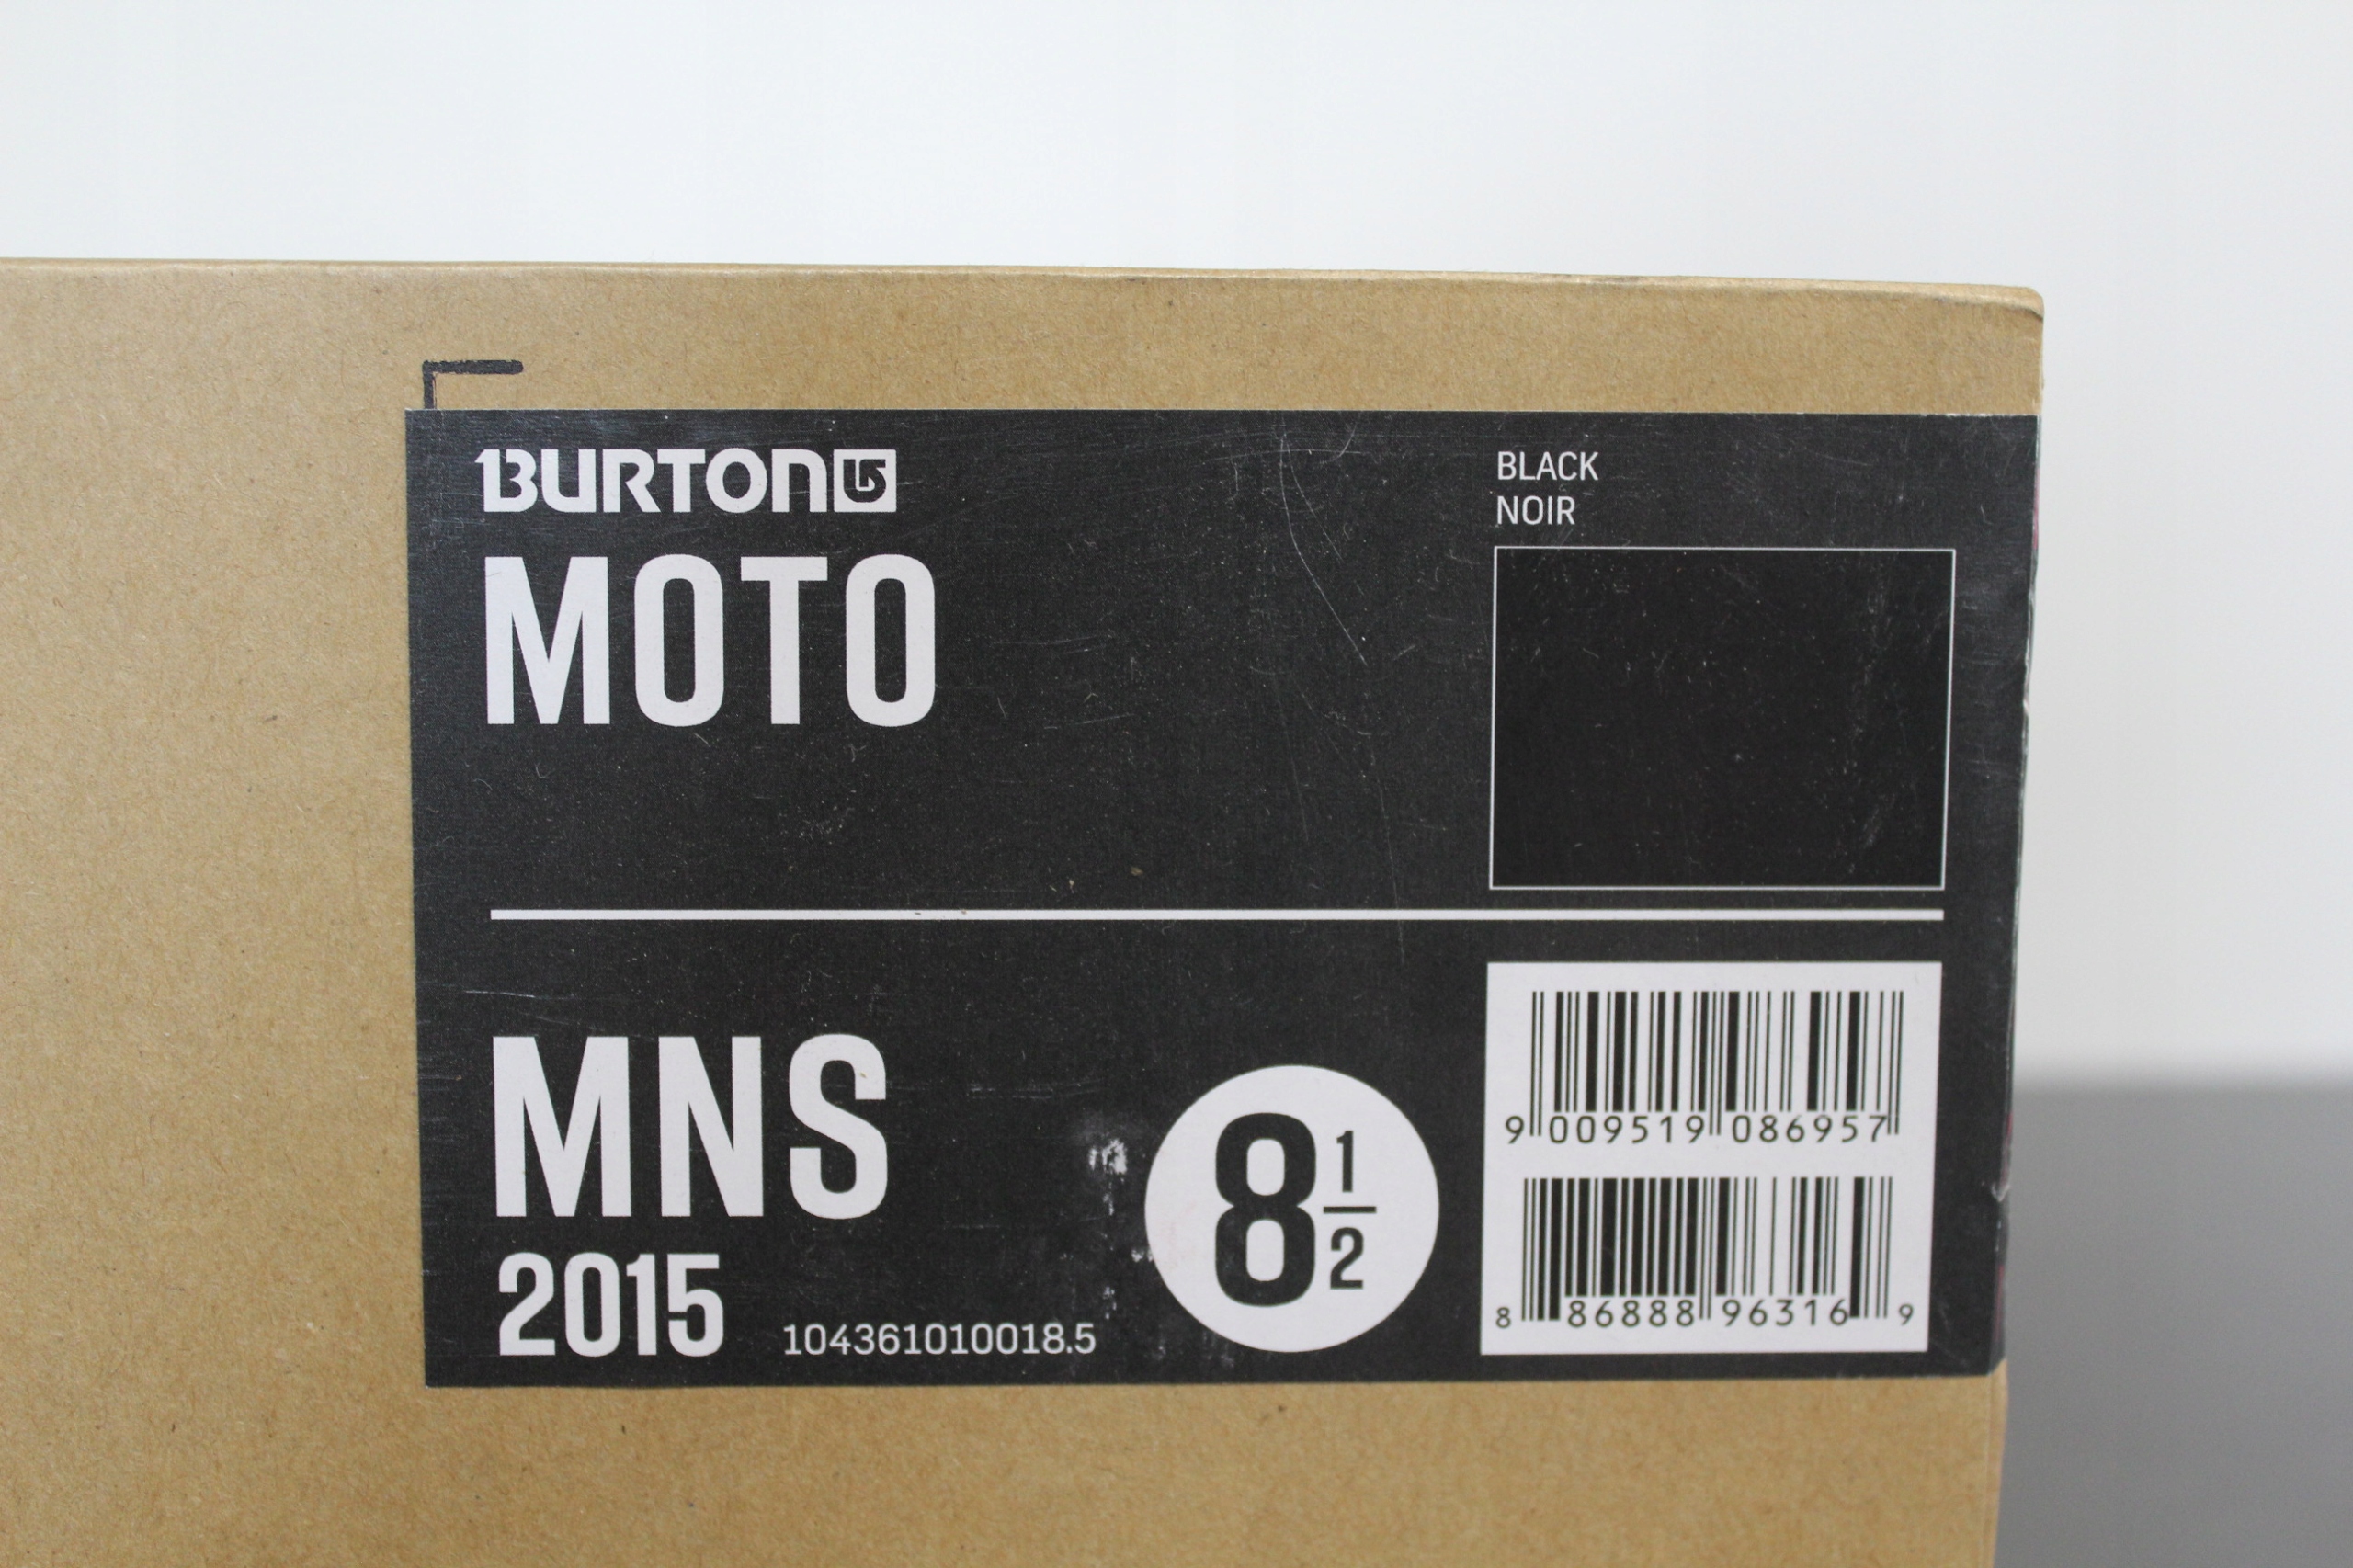 BURTON
MOTO
BLACK
NOIR
MNS
2015
104361010018.5
8 1/2
9 009519 086957
8 86888 96316 9